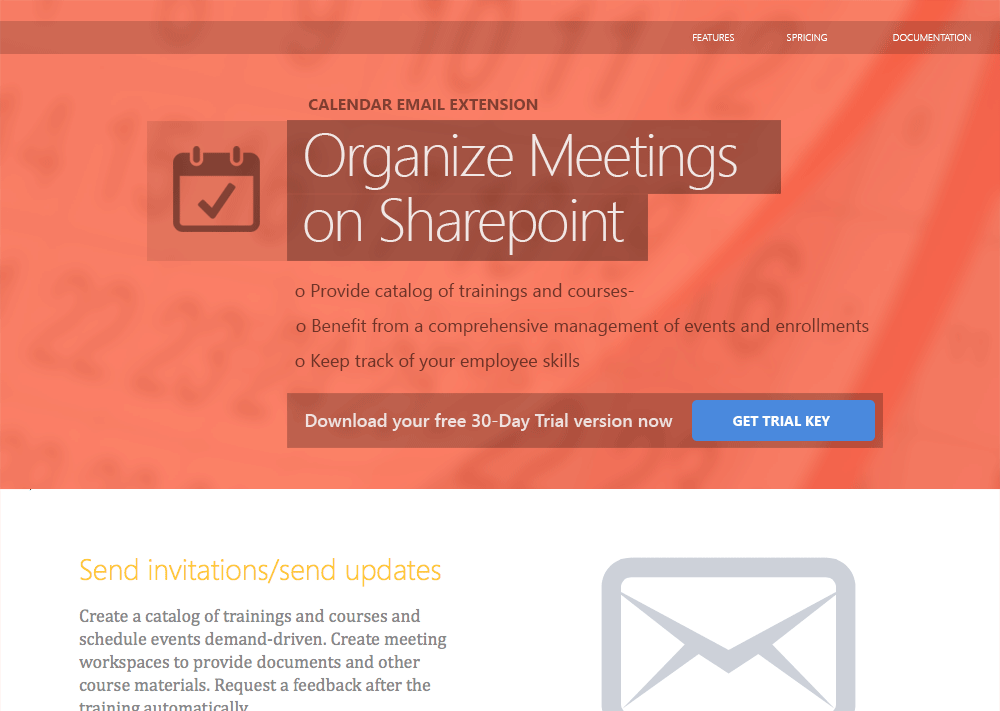 FEATURES SPRICING DOCUMENTATION
CALENDAR EMAIL EXTENSION
Organize Meetings
on Sharepoint
o Provide catalog of trainings and courses-
o Benefit from a comprehensive management of events and enrollments
o Keep track of your employee skills
Download your free 30-Day Trial version now GET TRIAL KEY
Send invitations/send updates
Create a catalog of trainings and courses and
schedule events demand-driven. Create meeting
workspaces to provide documents and other
course materials. Request a feedback after the
training automatically